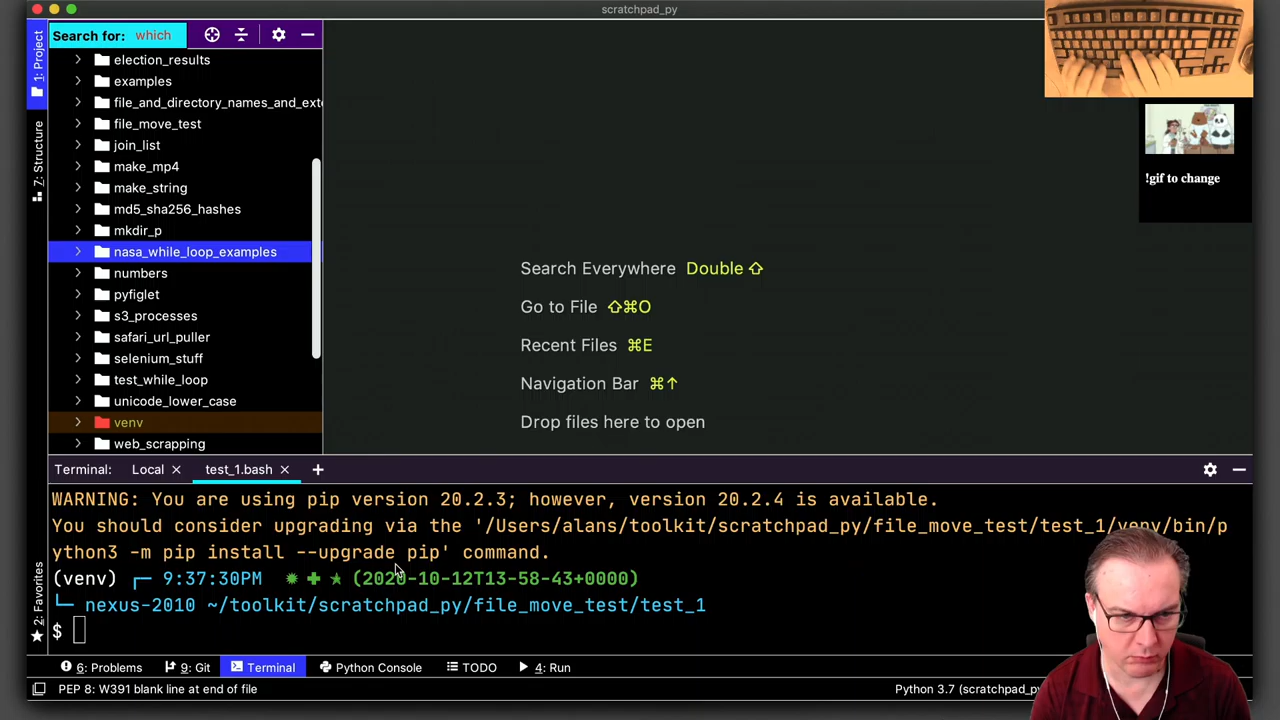 scratchpad_py
Search for: which
1: Project
7: Structure
2: Favorites
election_results
examples
file_and_directory_names_and_exte
file_move_test
join_list
make_mp4
make_string
md5_sha256_hashes
mkdir_p
nasa_while_loop_examples
numbers
pyfiglet
s3_processes
safari_url_puller
selenium_stuff
test_while_loop
unicode_lower_case
venv
web_scrapping
Search Everywhere Double ⇧
Go to File ⇧⌘O
Recent Files ⌘E
Navigation Bar ⌘↑
Drop files here to open
!gif to change
Terminal: Local × test_1.bash × +
WARNING: You are using pip version 20.2.3; however, version 20.2.4 is available.
You should consider upgrading via the '/Users/alans/toolkit/scratchpad_py/file_move_test/test_1/venv/bin/p
ython3 -m pip install --upgrade pip' command.
(venv) ┌─ 9:37:30PM ✹ ✚ ★ (2020-10-12T13-58-43+0000)
└─ nexus-2010 ~/toolkit/scratchpad_py/file_move_test/test_1
$
6: Problems 9: Git Terminal Python Console TODO 4: Run
PEP 8: W391 blank line at end of file
Python 3.7 (scratchpad_py